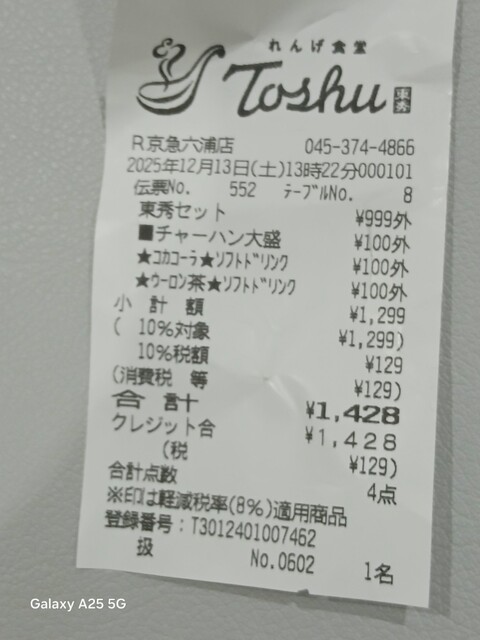 れんげ食堂
Toshu 東秀
R京急六浦店 045-374-4866
2025年12月13日(土)13時22分000101
伝票No. 552 テーブルNo. 8
東秀セット ¥999外
■チャーハン大盛 ¥100外
★コカコーラ★ソフトドリンク ¥100外
★ウーロン茶★ソフトドリンク ¥100外
小 計 額 ¥1,299
( 10%対象 ¥1,299)
10%税額 ¥129
(消費税 等 ¥129)
合 計 ¥1,428
クレジット合 ¥1,428
(税 ¥129)
合計点数 4点
※印は軽減税率(8%)適用商品
登録番号:T3012401007462
扱 No.0602 1名
Galaxy A25 5G